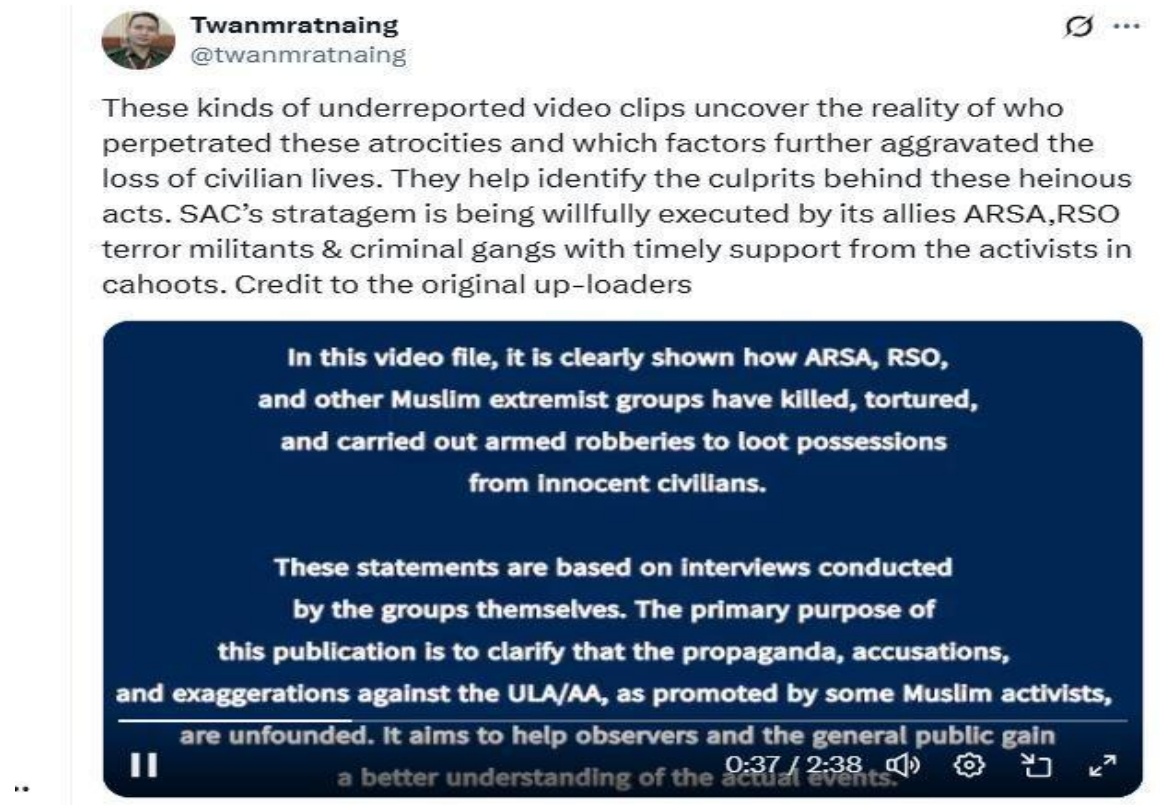 Twanmratnaing
@twanmratnaing
These kinds of underreported video clips uncover the reality of who
perpetrated these atrocities and which factors further aggravated the
loss of civilian lives. They help identify the culprits behind these heinous
acts. SAC’s stratagem is being willfully executed by its allies ARSA,RSO
terror militants & criminal gangs with timely support from the activists in
cahoots. Credit to the original up-loaders
In this video file, it is clearly shown how ARSA, RSO,
and other Muslim extremist groups have killed, tortured,
and carried out armed robberies to loot possessions
from innocent civilians.
These statements are based on interviews conducted
by the groups themselves. The primary purpose of
this publication is to clarify that the propaganda, accusations,
and exaggerations against the ULA/AA, as promoted by some Muslim activists,
are unfounded. It aims to help observers and the general public gain
a better understanding of the actual events.
0:37 / 2:38